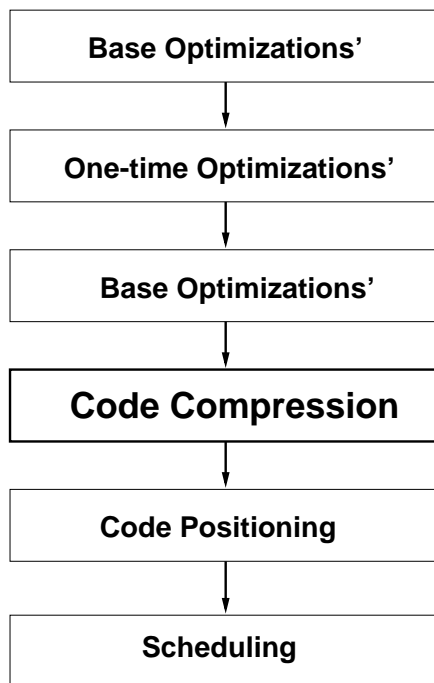 Base Optimizations’
One-time Optimizations’
Base Optimizations’
Code Compression
Code Positioning
Scheduling